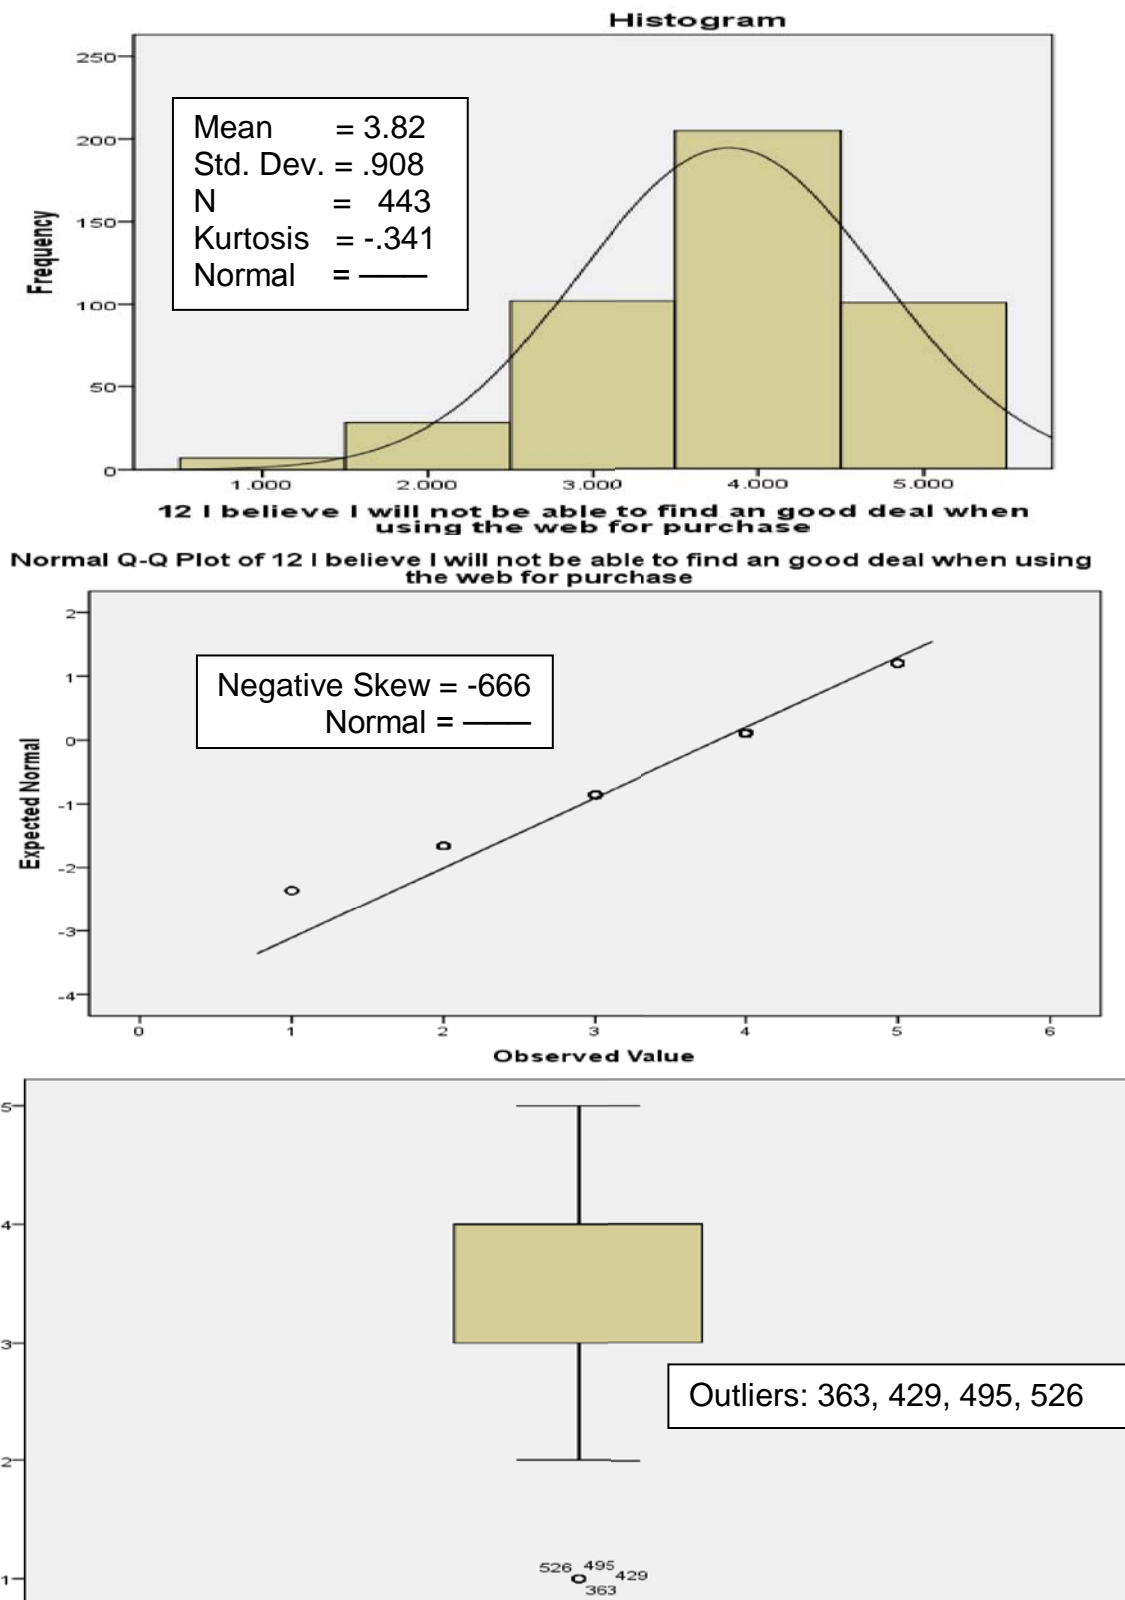 Histogram
250
200
150
100
50
0
Frequency
Mean = 3.82
Std. Dev. = .908
N = 443
Kurtosis = -.341
Normal = ——
1.000 2.000 3.000 4.000 5.000
12 I believe I will not be able to find an good deal when
using the web for purchase
Normal Q-Q Plot of 12 I believe I will not be able to find an good deal when using
the web for purchase
2
1
0
-1
-2
-3
-4
Expected Normal
Negative Skew = -666
Normal = ——
0 1 2 3 4 5 6
Observed Value
5
4
3
2
1
Outliers: 363, 429, 495, 526
526 495 429
363